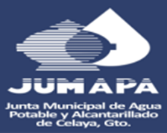 JUMAPA
Junta Municipal de Agua
Potable y Alcantarillado
de Celaya, Gto.